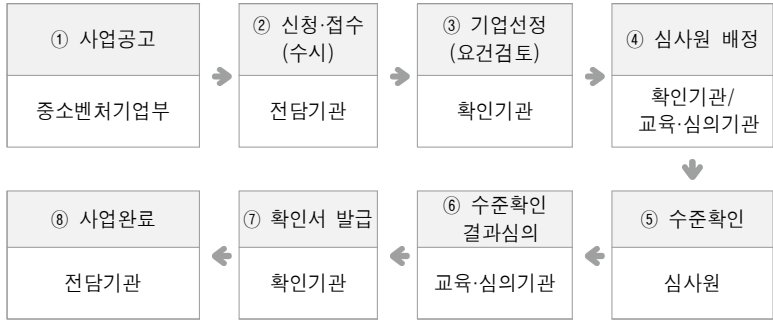 ① 사업공고
중소벤처기업부
② 신청·접수
(수시)
전담기관
③ 기업선정
(요건검토)
확인기관
④ 심사원 배정
확인기관/
교육·심의기관
⑤ 수준확인
심사원
⑥ 수준확인
결과심의
교육·심의기관
⑦ 확인서 발급
확인기관
⑧ 사업완료
전담기관